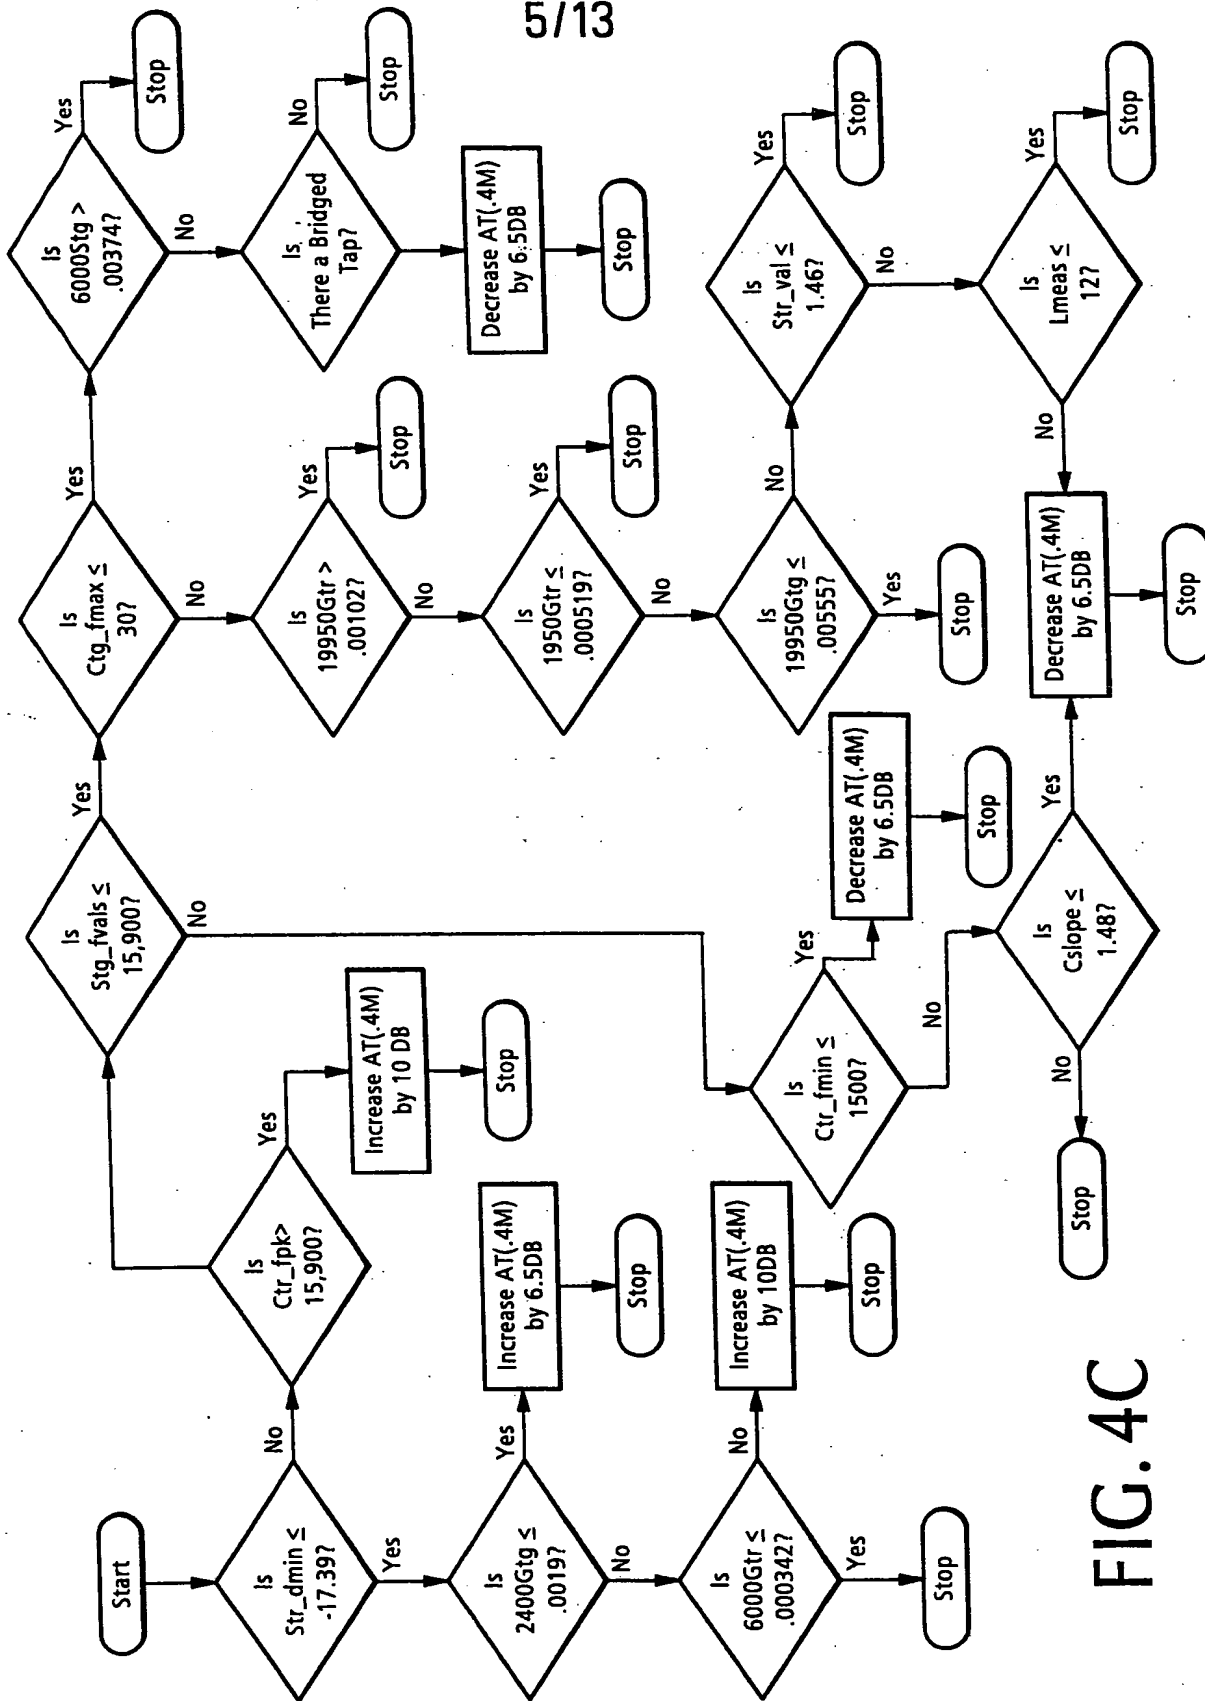 5/13
Start
Is
Str_dmin ≤
-17.39?
No
Yes
Is
2400Gtg ≤
.0019?
Yes
No
Increase AT(.4M)
by 6.5DB
Stop
Is
6000Gtr ≤
.000342?
No
Yes
Increase AT(.4M)
by 10DB
Stop
Stop
Is
Ctr_fpk>
15,900?
Yes
Increase AT(.4M)
by 10 DB
Stop
Is
Stg_fvals ≤
15,900?
Yes
No
Is
Ctr_fmin ≤
1500?
Yes
No
Decrease AT(.4M)
by 6.5DB
Stop
Is
Cslope ≤
1.48?
Yes
No
Stop
Is
Ctg_fmax ≤
30?
Yes
No
Is
19950Gtr >
.00102?
Yes
No
Stop
Is
1950Gtr ≤
.000519?
Yes
No
Stop
Is
19950Gtg ≤
.00555?
No
Yes
Stop
Is
6000Stg >
.00374?
Yes
No
Stop
Is
There a Bridged
Tap?
No
Stop
Decrease AT(.4M)
by 6.5DB
Stop
Is
Str_val ≤
1.46?
Yes
No
Stop
Is
Lmeas ≤
12?
Yes
No
Stop
Decrease AT(.4M)
by 6.5DB
Stop
FIG. 4C